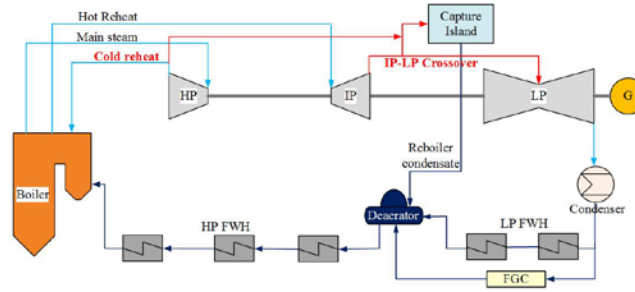 Hot Reheat
Main steam
Cold reheat
Capture
Island
IP-LP Crossover
HP
IP
LP
G
Reboiler
condensate
Boiler
Deaerator
Condenser
HP FWH
LP FWH
FGC